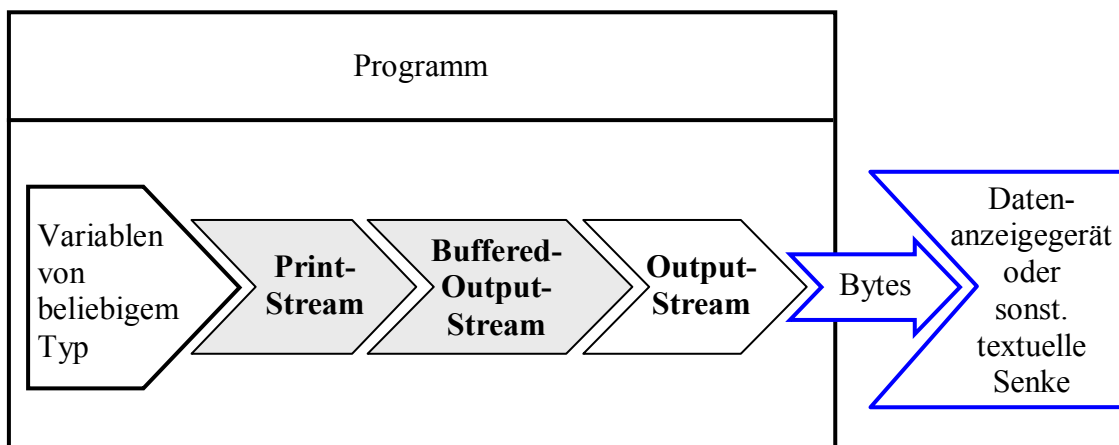 Programm
Variablen
von
beliebigem
Typ
Print-
Stream
Buffered-
Output-
Stream
Output-
Stream
Bytes
Daten-
anzeigegerät
oder
sonst.
textuelle
Senke